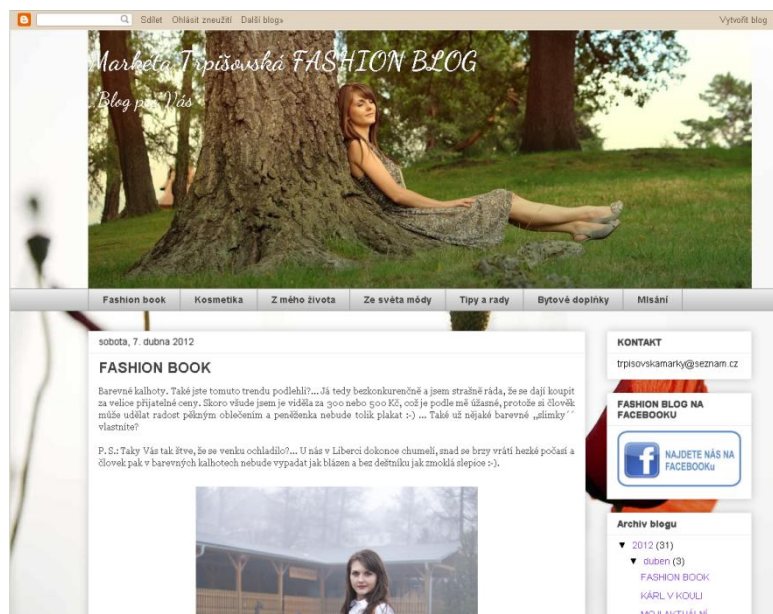 Sdílet Ohlásit zneužití Další blog»
Vytvořit blog
Markéta Trpišovská FASHION BLOG
..Blog pro Vás
Fashion book Kosmetika Z mého života Ze světa módy Tipy a rady Bytové doplňky Mlsání
sobota, 7. dubna 2012
FASHION BOOK
Barevné kalhoty. Také jste tomuto trendu podlehli?... Já tedy bezkonkurenčně a jsem strašně ráda, že se dají koupit
za velice přijatelné ceny. Skoro všude jsem je viděla za 300 nebo 500 Kč, což je podle mě úžasné, protože si člověk
může udělat radost pěkným oblečením a peněženka nebude tolik plakat :-) ... Také už nějaké barevné „slimky´´
vlastníte?
P. S.: Taky Vás tak štve, že se venku ochladilo?... U nás v Liberci dokonce chumelí, snad se brzy vrátí hezké počasí a
člověk pak v barevných kalhotech nebude vypadat jak blázen a bez deštníku jak zmoklá slepice :-).
KONTAKT
trpisovskamarky@seznam.cz
FASHION BLOG NA
FACEBOOKU
NAJDETE NÁS NA
FACEBOOKu
Archiv blogu
▼ 2012 (31)
▼ duben (3)
FASHION BOOK
KÁRL V KOULI
MOJI AKTUÁLNÍ